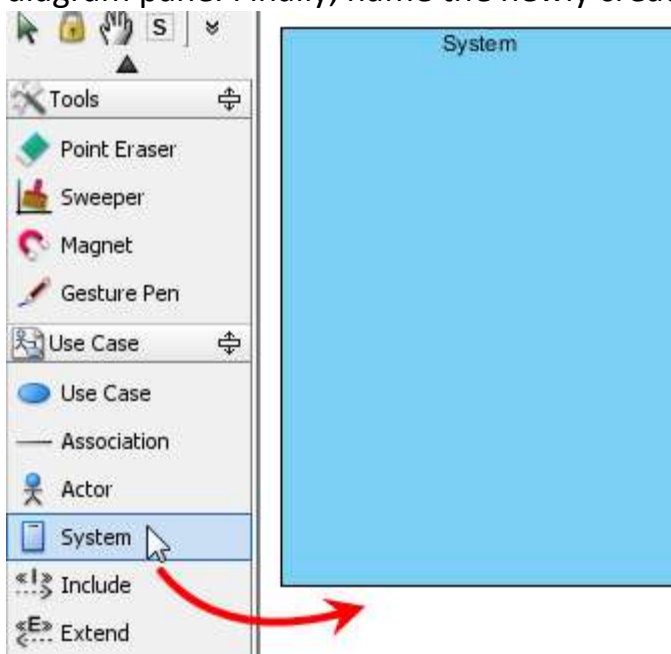 diagram pane. Finally, name the newly crea
S
System
Tools
Point Eraser
Sweeper
Magnet
Gesture Pen
Use Case
Use Case
Association
Actor
System
«I» Include
«E» Extend